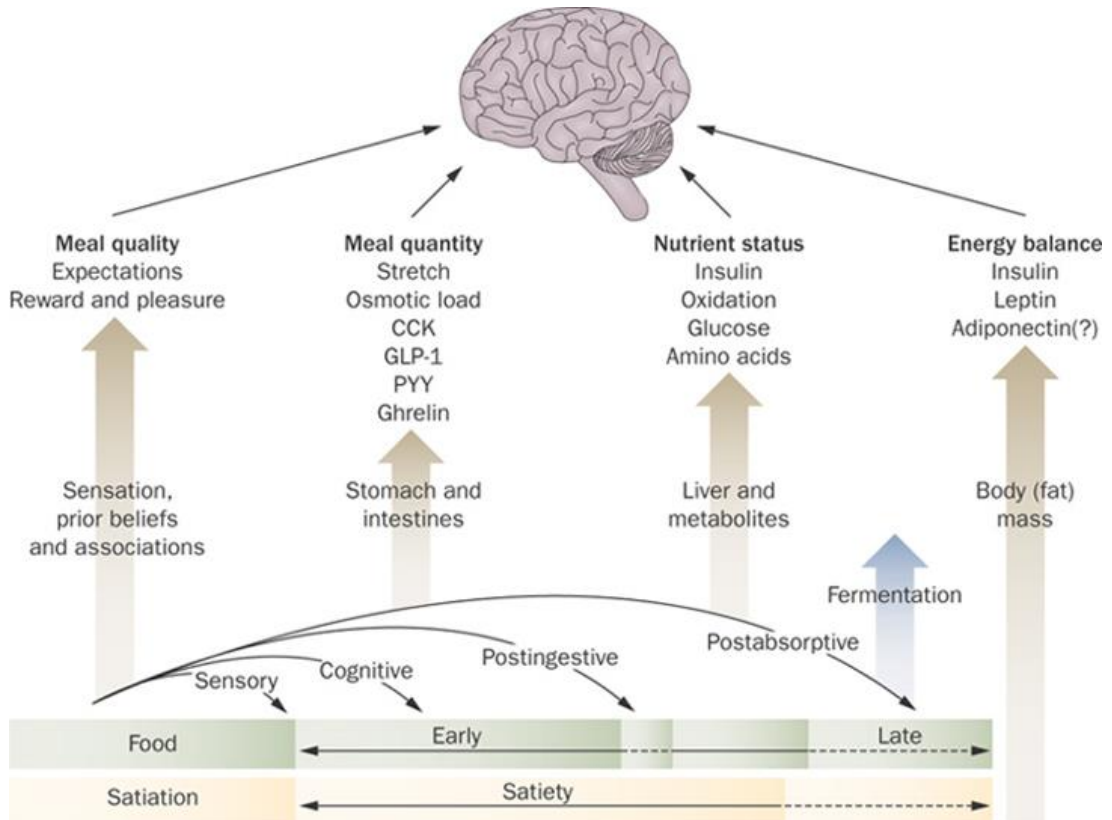 Meal quality
Expectations
Reward and pleasure
Meal quantity
Stretch
Osmotic load
CCK
GLP-1
PYY
Ghrelin
Nutrient status
Insulin
Oxidation
Glucose
Amino acids
Energy balance
Insulin
Leptin
Adiponectin(?)
Sensation,
prior beliefs
and associations
Stomach and
intestines
Liver and
metabolites
Body (fat)
mass
Fermentation
Sensory
Cognitive
Postingestive
Postabsorptive
Food
Early
Late
Satiation
Satiety